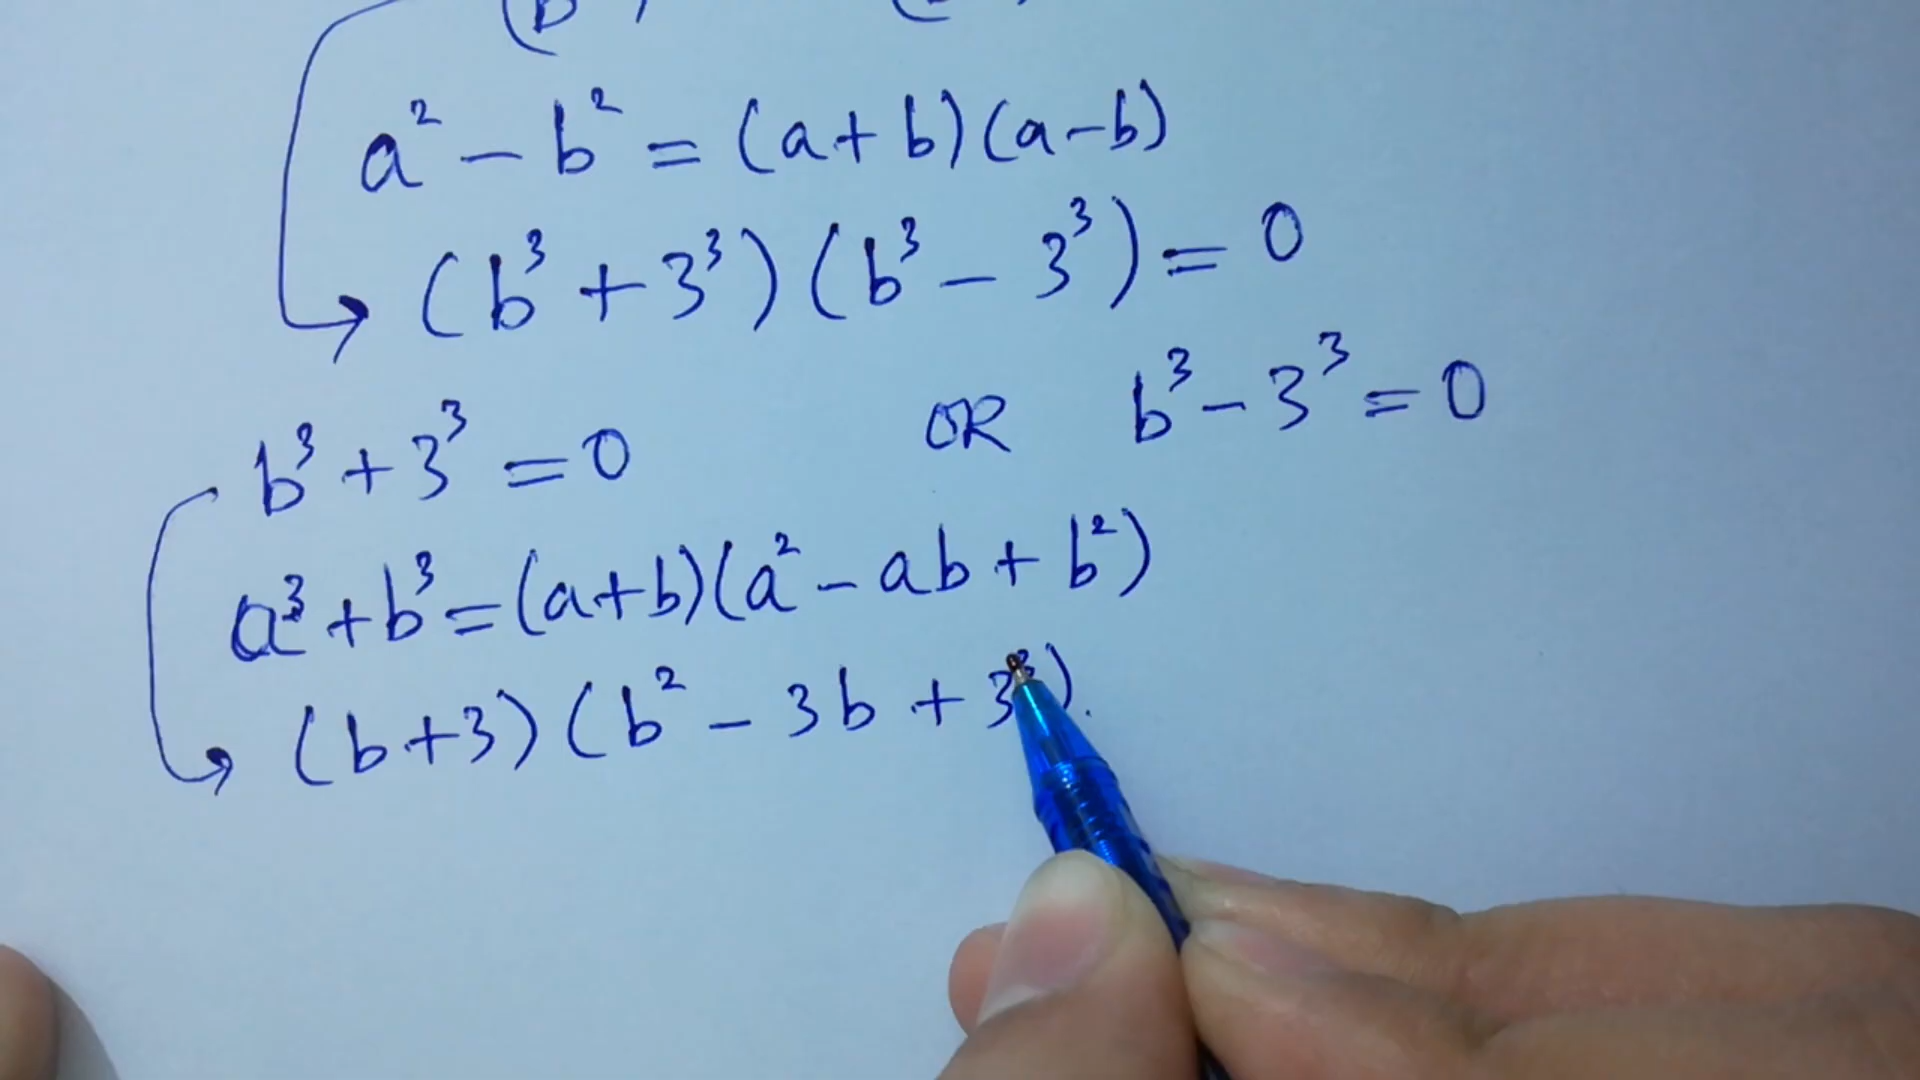 a² - b² = (a+b)(a-b)
(b³ + 3³)(b³ - 3³) = 0
b³ + 3³ = 0 OR b³ - 3³ = 0
a³ + b³ = (a+b)(a² - ab + b²)
(b+3)(b² - 3b + 3²).